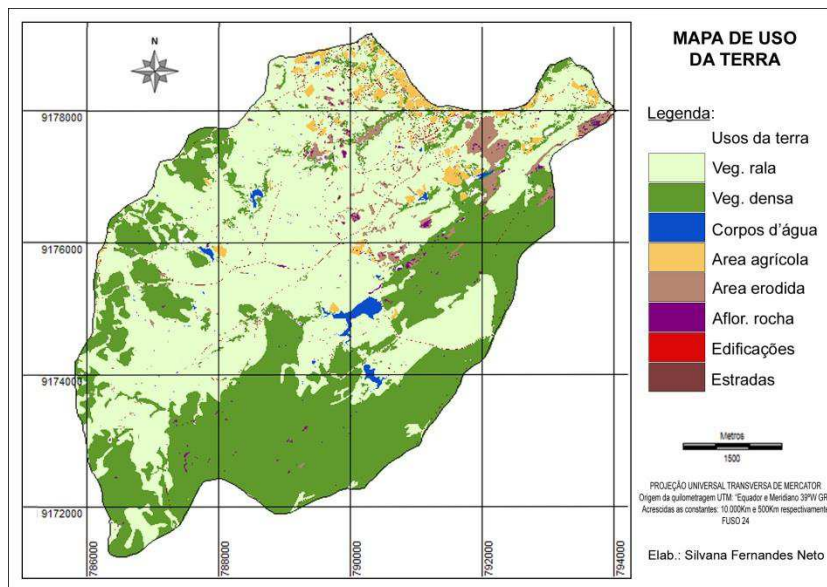 N
9178000
9176000
9174000
9172000
786000
788000
790000
792000
794000
MAPA DE USO
DA TERRA
Legenda:
Usos da terra
Veg. rala
Veg. densa
Corpos d'água
Area agrícola
Area erodida
Aflor. rocha
Edificações
Estradas
Metros
1500
PROJEÇÃO UNIVERSAL TRANSVERSA DE MERCATOR
Origem da quilometragem UTM: "Equador e Meridiano 39ºW GR
Acrescidas as constantes: 10.000Km e 500Km respectivamente
FUSO 24
Elab.: Silvana Fernandes Neto